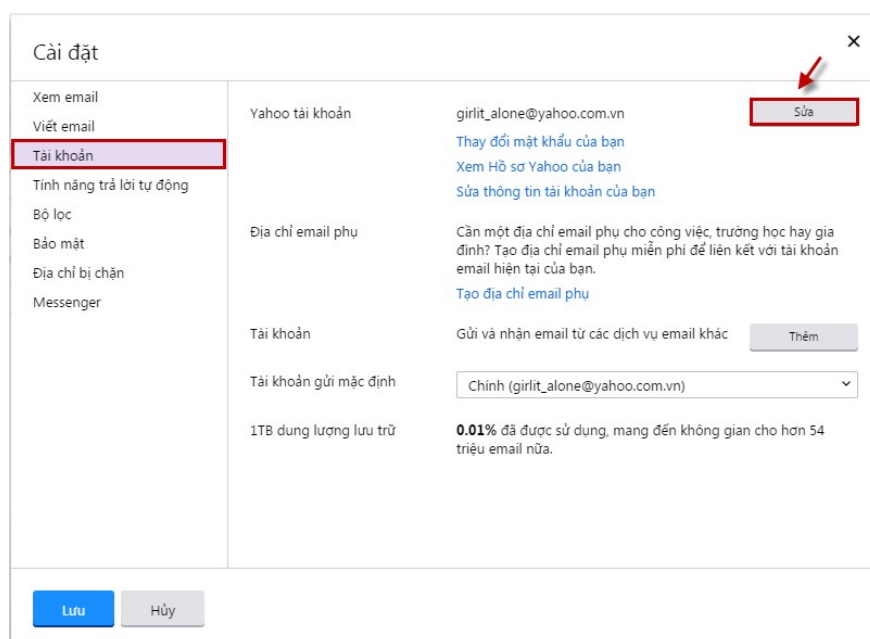 Cài đặt
×
Xem email
Viết email
Tài khoản
Tính năng trả lời tự động
Bộ lọc
Bảo mật
Địa chỉ bị chặn
Messenger
Yahoo tài khoản
girlit_alone@yahoo.com.vn
Sửa
Thay đổi mật khẩu của bạn
Xem Hồ sơ Yahoo của bạn
Sửa thông tin tài khoản của bạn
Địa chỉ email phụ
Cần một địa chỉ email phụ cho công việc, trường học hay gia
đình? Tạo địa chỉ email phụ miễn phí để liên kết với tài khoản
email hiện tại của bạn.
Tạo địa chỉ email phụ
Tài khoản
Gửi và nhận email từ các dịch vụ email khác
Thêm
Tài khoản gửi mặc định
Chính (girlit_alone@yahoo.com.vn)
1TB dung lượng lưu trữ
0.01% đã được sử dụng, mang đến không gian cho hơn 54
triệu email nữa.
Lưu
Hủy